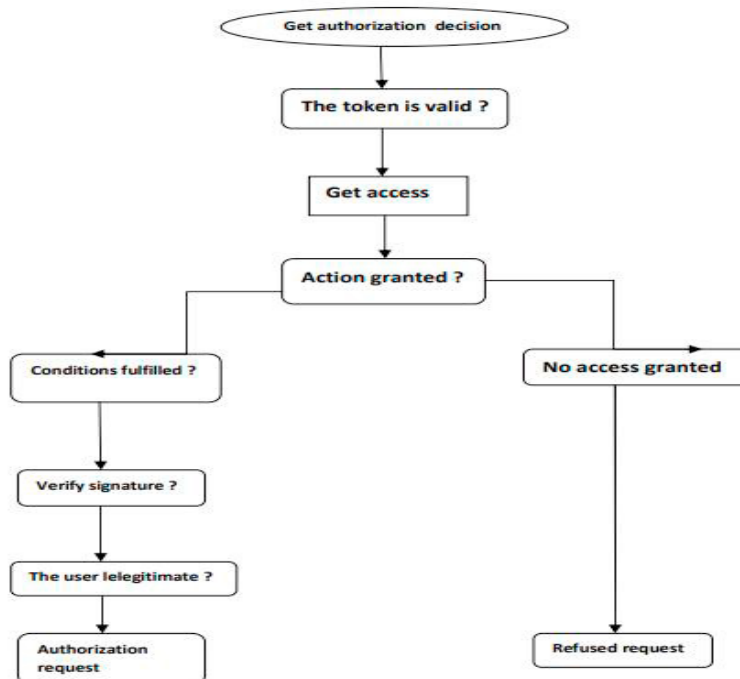 Get authorization decision
The token is valid ?
Get access
Action granted ?
Conditions fulfilled ?
No access granted
Verify signature ?
The user lelegitimate ?
Authorization
request
Refused request